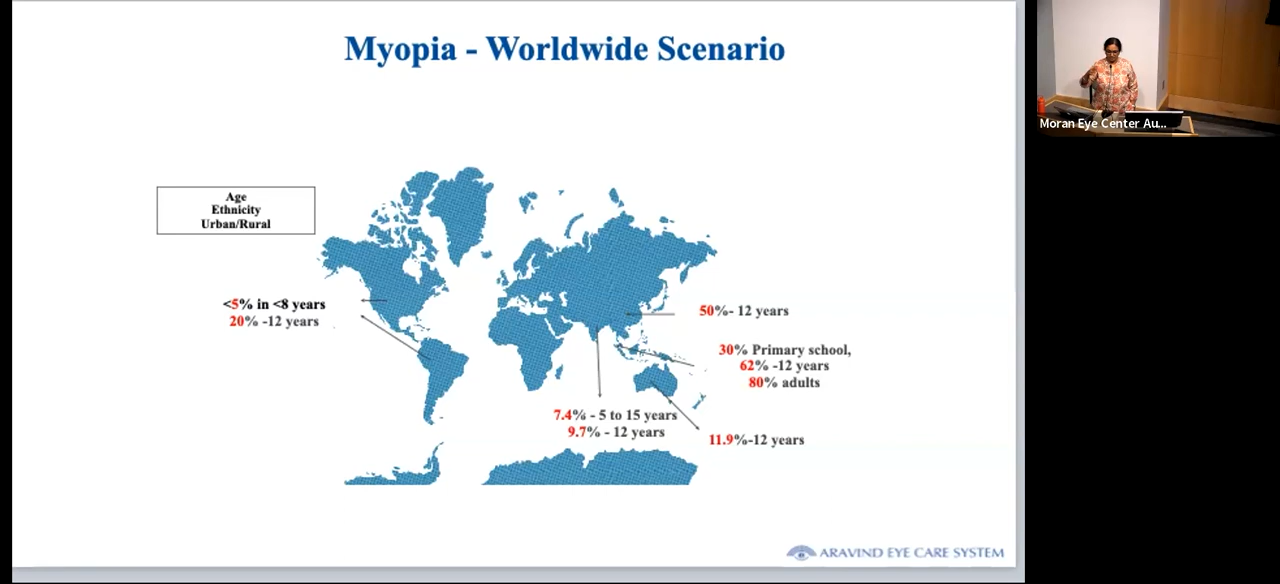 Myopia - Worldwide Scenario
Age
Ethnicity
Urban/Rural
<5% in <8 years
20% -12 years
50%- 12 years
30% Primary school,
62% -12 years
80% adults
7.4% - 5 to 15 years
9.7% - 12 years
11.9%-12 years
ARAVIND EYE CARE SYSTEM
Moran Eye Center Au...